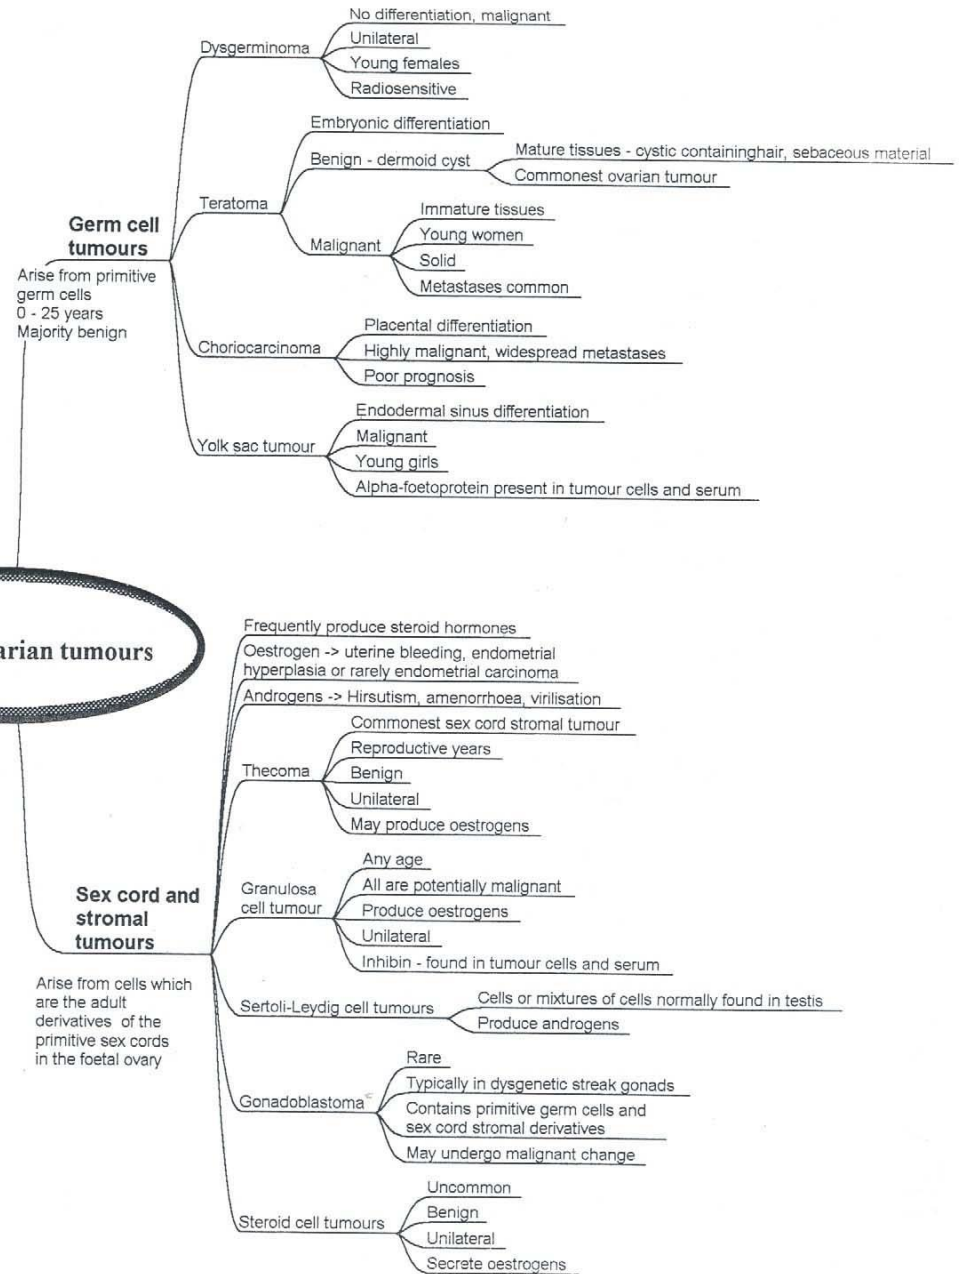 arian tumours
Germ cell
tumours
Arise from primitive
germ cells
0 - 25 years
Majority benign
Dysgerminoma
No differentiation, malignant
Unilateral
Young females
Radiosensitive
Teratoma
Embryonic differentiation
Benign - dermoid cyst
Mature tissues - cystic containinghair, sebaceous material
Commonest ovarian tumour
Malignant
Immature tissues
Young women
Solid
Metastases common
Choriocarcinoma
Placental differentiation
Highly malignant, widespread metastases
Poor prognosis
Yolk sac tumour
Endodermal sinus differentiation
Malignant
Young girls
Alpha-foetoprotein present in tumour cells and serum
Sex cord and
stromal
tumours
Arise from cells which
are the adult
derivatives of the
primitive sex cords
in the foetal ovary
Frequently produce steroid hormones
Oestrogen -> uterine bleeding, endometrial
hyperplasia or rarely endometrial carcinoma
Androgens -> Hirsutism, amenorrhoea, virilisation
Thecoma
Commonest sex cord stromal tumour
Reproductive years
Benign
Unilateral
May produce oestrogens
Granulosa
cell tumour
Any age
All are potentially malignant
Produce oestrogens
Unilateral
Inhibin - found in tumour cells and serum
Sertoli-Leydig cell tumours
Cells or mixtures of cells normally found in testis
Produce androgens
Gonadoblastoma
Rare
Typically in dysgenetic streak gonads
Contains primitive germ cells and
sex cord stromal derivatives
May undergo malignant change
Steroid cell tumours
Uncommon
Benign
Unilateral
Secrete oestrogens